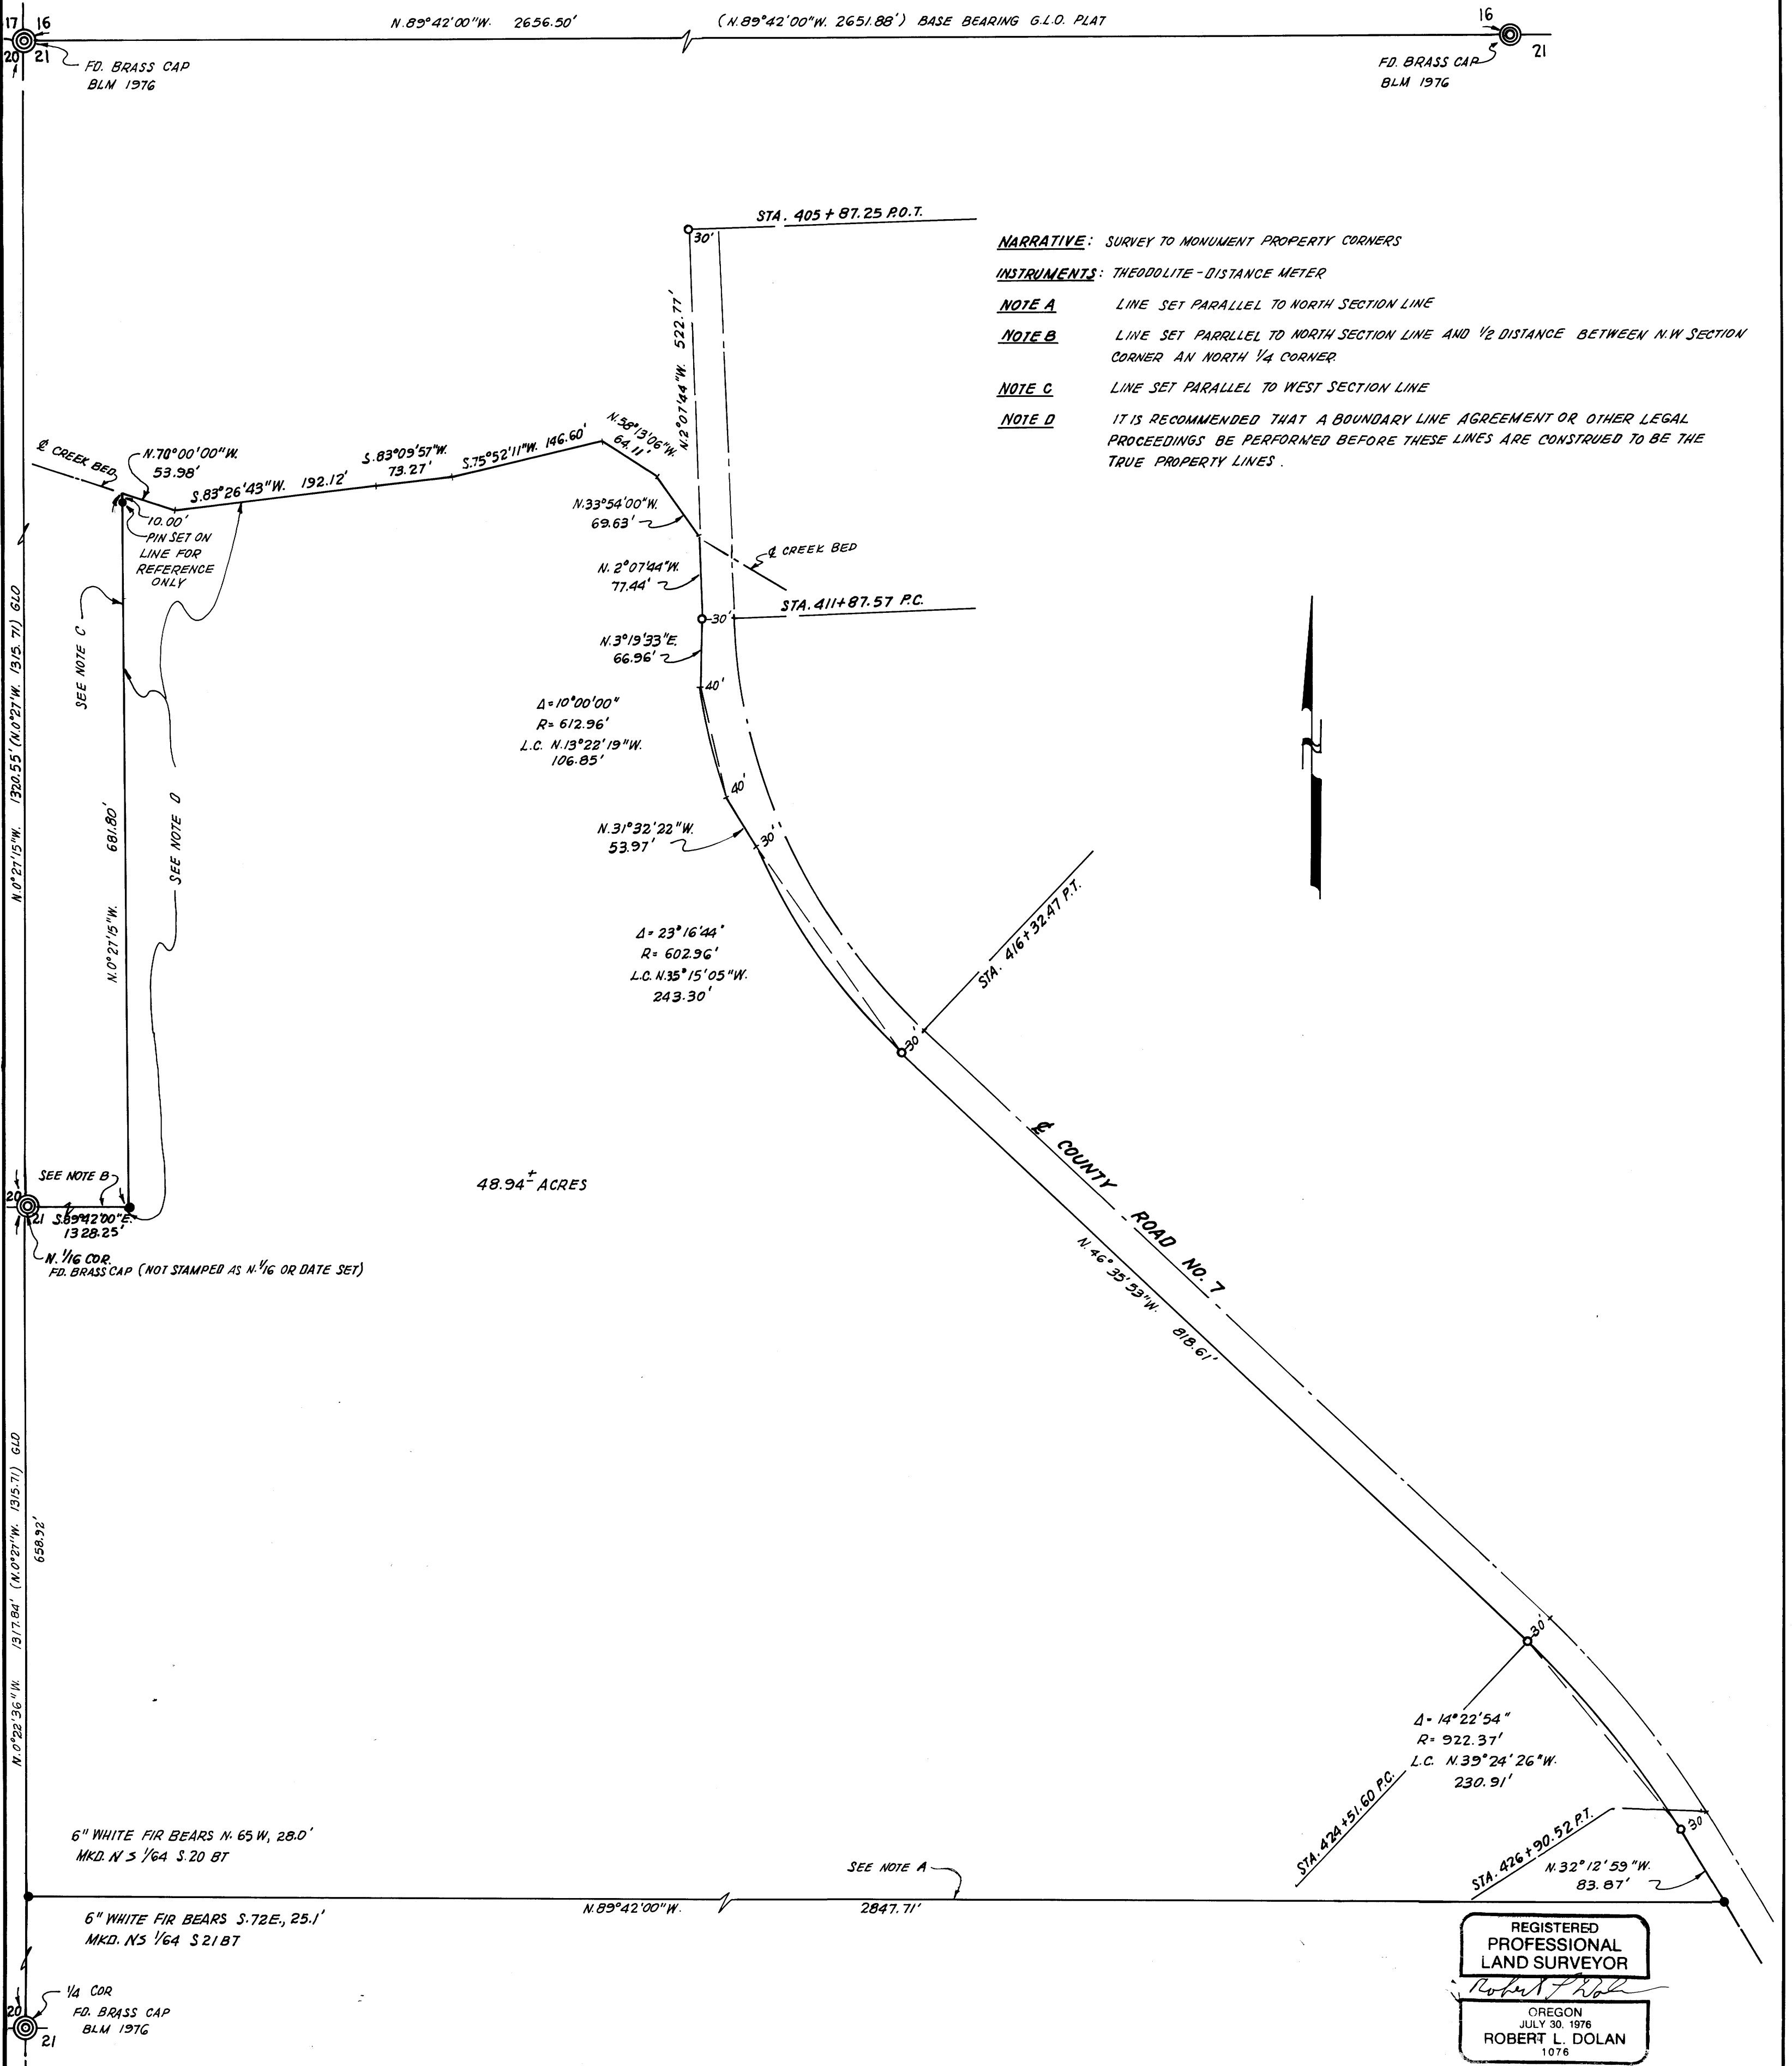 17 16
20 21
N.89°42'00"W. 2656.50' (N.89°42'00"W. 2651.88') BASE BEARING G.L.O. PLAT
16
21
FD. BRASS CAP
BLM 1976
FD. BRASS CAP
BLM 1976
STA. 405 + 87.25 P.O.T.
30'
NARRATIVE: SURVEY TO MONUMENT PROPERTY CORNERS
INSTRUMENTS: THEODOLITE - DISTANCE METER
NOTE A LINE SET PARALLEL TO NORTH SECTION LINE
NOTE B LINE SET PARRLLEL TO NORTH SECTION LINE AND 1/2 DISTANCE BETWEEN N.W SECTION
CORNER AN NORTH 1/4 CORNER.
NOTE C LINE SET PARALLEL TO WEST SECTION LINE
NOTE D IT IS RECOMMENDED THAT A BOUNDARY LINE AGREEMENT OR OTHER LEGAL
PROCEEDINGS BE PERFORMED BEFORE THESE LINES ARE CONSTRUED TO BE THE
TRUE PROPERTY LINES.
N.2°07'44"W. 522.77'
℄ CREEK BED
N.70°00'00"W.
53.98'
S.83°26'43"W. 192.12'
S.83°09'57"W.
73.27'
S.75°52'11"W. 146.60'
N.58°13'06"W.
64.11'
10.00'
PIN SET ON
LINE FOR
REFERENCE
ONLY
N.33°54'00"W.
69.63'
℄ CREEK BED
N. 2°07'44"W.
77.44'
STA. 411+87.57 P.C.
30'
N.3°19'33"E.
66.96'
40'
Δ=10°00'00"
R= 612.96'
L.C. N.13°22'19"W.
106.85'
40'
N.31°32'22"W.
53.97'
30'
Δ= 23°16'44"
R= 602.96'
L.C. N.35°15'05"W.
243.30'
STA. 416+32.47 P.T.
30'
N.0°27'15"W. 1320.55' (N.0°27'W. 1315.71) GLO
SEE NOTE C
N.0°27'15"W. 681.80'
SEE NOTE D
SEE NOTE B
20
21 S.89°42'00"E.
1328.25'
N. 1/16 COR.
FD. BRASS CAP (NOT STAMPED AS N. 1/16 OR DATE SET)
48.94± ACRES
℄ COUNTY ROAD NO. 7
N.46°35'53"W. 818.61'
N.0°22'36"W. 1317.84' (N.0°27'W. 1315.71) GLO
658.92'
30'
Δ= 14°22'54"
R= 922.37'
L.C. N.39°24'26"W.
230.91'
STA. 424+51.60 P.C.
STA. 426+90.52 P.T.
30'
N.32°12'59"W.
83.87'
6" WHITE FIR BEARS N. 65 W, 28.0'
MKD. N S 1/64 S.20 BT
SEE NOTE A
N.89°42'00"W. 2847.71'
6" WHITE FIR BEARS S.72E., 25.1'
MKD. NS 1/64 S 21 BT
1/4 COR
FD. BRASS CAP
BLM 1976
20
21
REGISTERED
PROFESSIONAL
LAND SURVEYOR
Robert L Dolan
OREGON
JULY 30, 1976
ROBERT L. DOLAN
1076